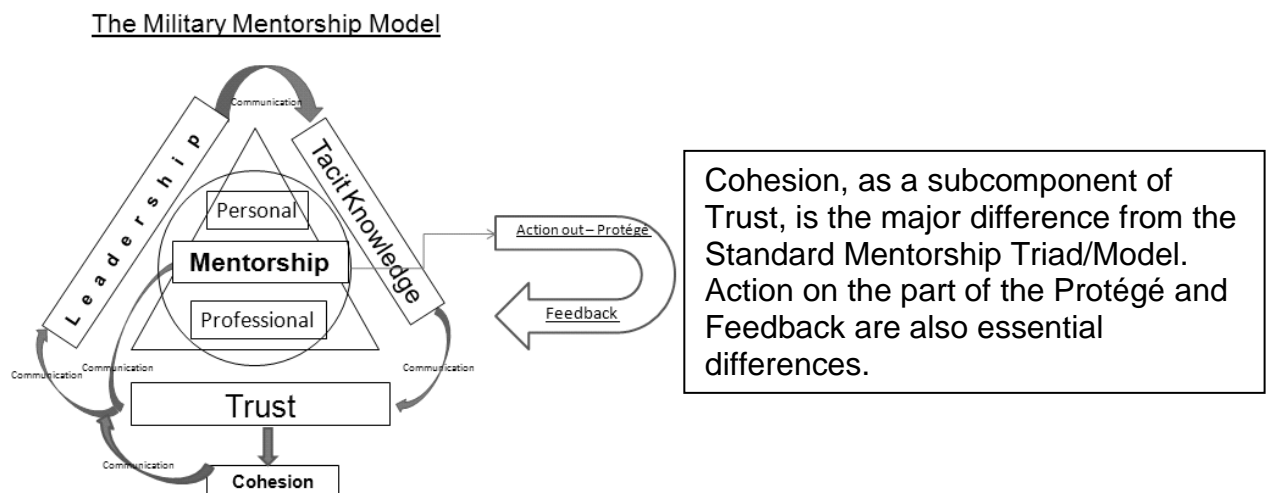 The Military Mentorship Model
Communication
Leadership
Tacit Knowledge
Personal
Mentorship
Professional
Action out – Protégé
Feedback
Communication
Communication
Communication
Trust
Communication
Cohesion
Cohesion, as a subcomponent of
Trust, is the major difference from the
Standard Mentorship Triad/Model.
Action on the part of the Protégé and
Feedback are also essential
differences.